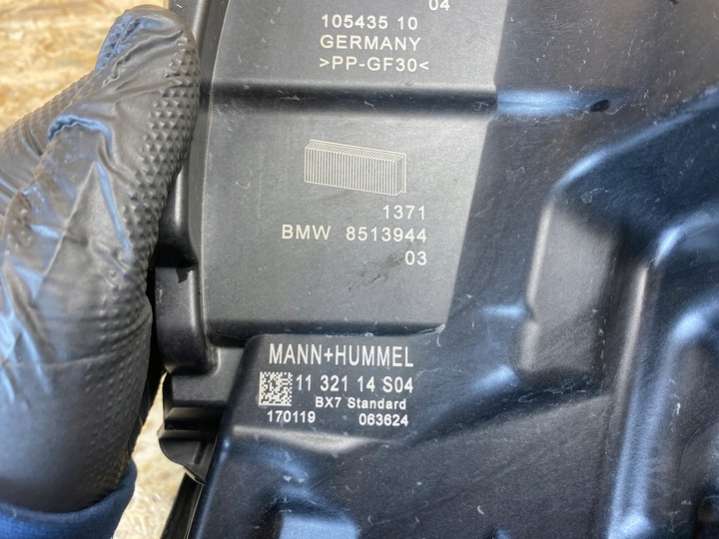 04
105435 10
GERMANY
>PP-GF30<
1371
BMW 8513944
03
MANN+HUMMEL
11 321 14 S04
BX7 Standard
170119 063624